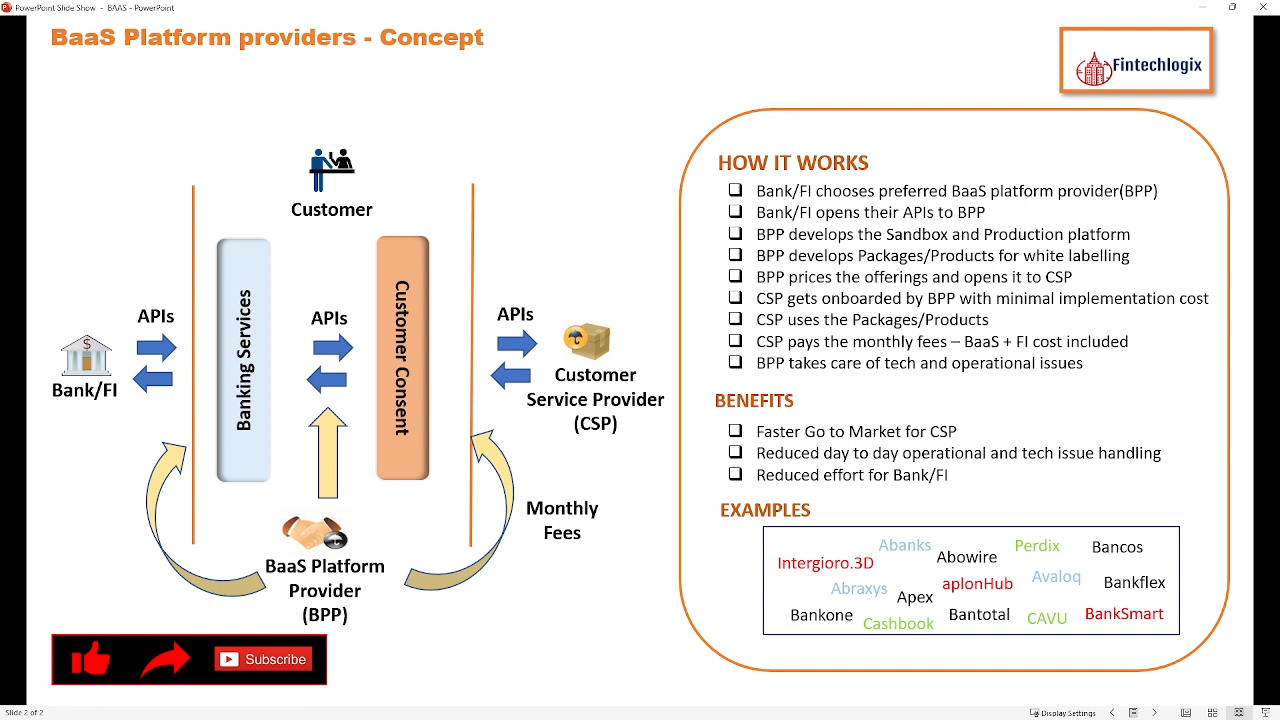 PowerPoint Slide Show - BAAS - PowerPoint
BaaS Platform providers - Concept
Fintechlogix
Customer
Banking Services
Customer Consent
APIs
APIs
APIs
Bank/FI
Customer
Service Provider
(CSP)
Monthly
Fees
BaaS Platform
Provider
(BPP)
Subscribe
HOW IT WORKS
Bank/FI chooses preferred BaaS platform provider(BPP)
Bank/FI opens their APIs to BPP
BPP develops the Sandbox and Production platform
BPP develops Packages/Products for white labelling
BPP prices the offerings and opens it to CSP
CSP gets onboarded by BPP with minimal implementation cost
CSP uses the Packages/Products
CSP pays the monthly fees – BaaS + FI cost included
BPP takes care of tech and operational issues
BENEFITS
Faster Go to Market for CSP
Reduced day to day operational and tech issue handling
Reduced effort for Bank/FI
EXAMPLES
Intergioro.3D
Abanks
Abowire
Perdix
Bancos
Abraxys
Apex
aplonHub
Avaloq
Bankflex
Bankone
Cashbook
Bantotal
CAVU
BankSmart
Slide 2 of 2
Display Settings